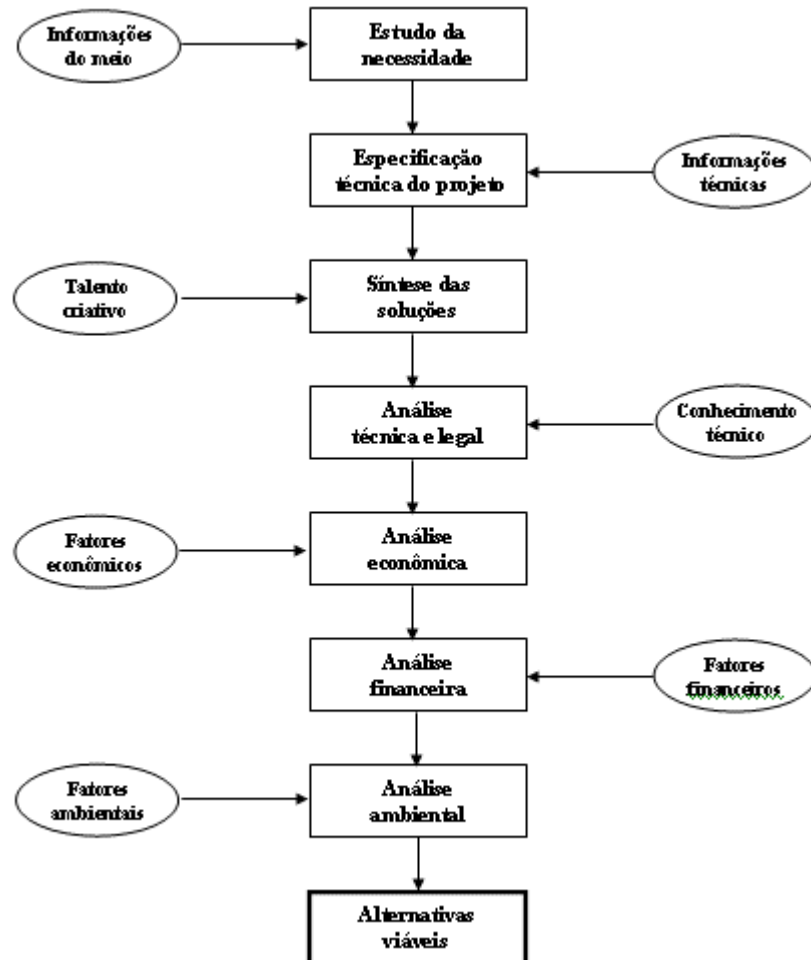 Informações
do meio
Estudo da
necessidade
Especificação
técnica do projeto
Informações
técnicas
Talento
criativo
Síntese das
soluções
Análise
técnica e legal
Conhecimento
técnico
Fatores
econômicos
Análise
econômica
Análise
financeira
Fatores
financeiros
Fatores
ambientais
Análise
ambiental
Alternativas
viáveis